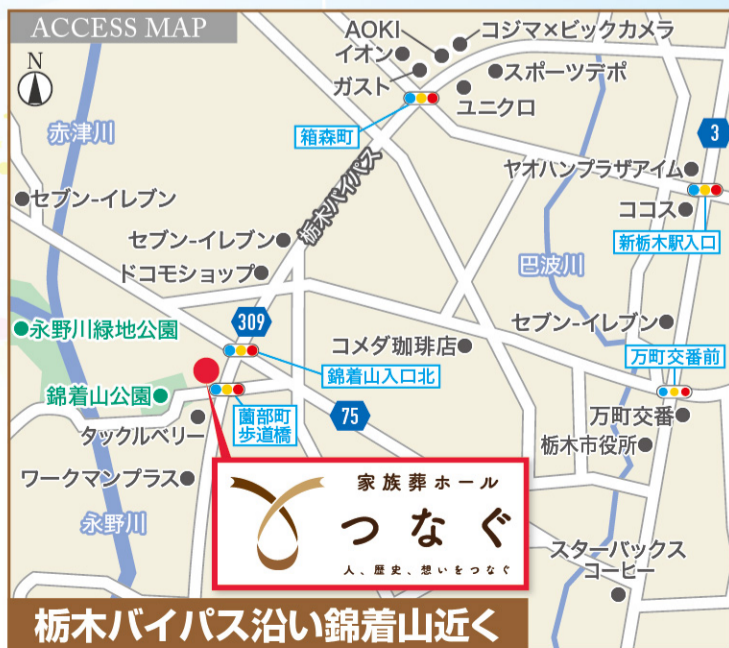 ACCESS MAP
N
AOKI
コジマ×ビックカメラ
イオン
ガスト
スポーツデポ
ユニクロ
箱森町
赤津川
3
ヤオハンプラザアイム
セブン-イレブン
栃木バイパス
ココス
セブン-イレブン
新栃木駅入口
ドコモショップ
巴波川
309
セブン-イレブン
永野川緑地公園
コメダ珈琲店
万町交番前
錦着山入口北
錦着山公園
薗部町
歩道橋
75
万町交番
タックルベリー
栃木市役所
ワークマンプラス
家族葬ホール
つなぐ
人、歴史、想いをつなぐ
永野川
スターバックス
コーヒー
栃木バイパス沿い錦着山近く